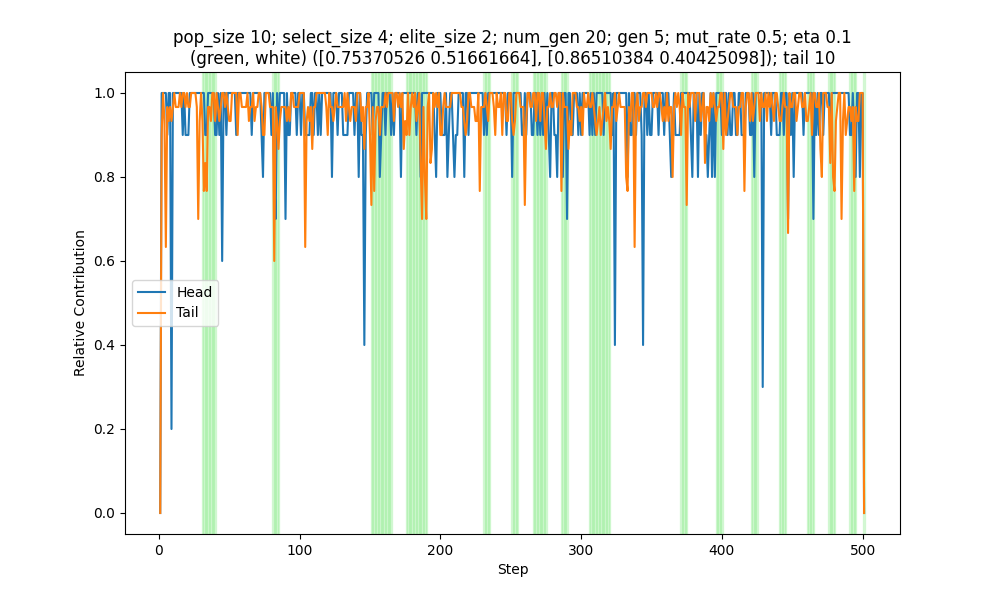 pop_size 10; select_size 4; elite_size 2; num_gen 20; gen 5; mut_rate 0.5; eta 0.1
(green, white) ([0.75370526 0.51661664], [0.86510384 0.40425098]); tail 10
1.0
0.8
0.6
0.4
0.2
0.0
Relative Contribution
Head
Tail
0 100 200 300 400 500
Step